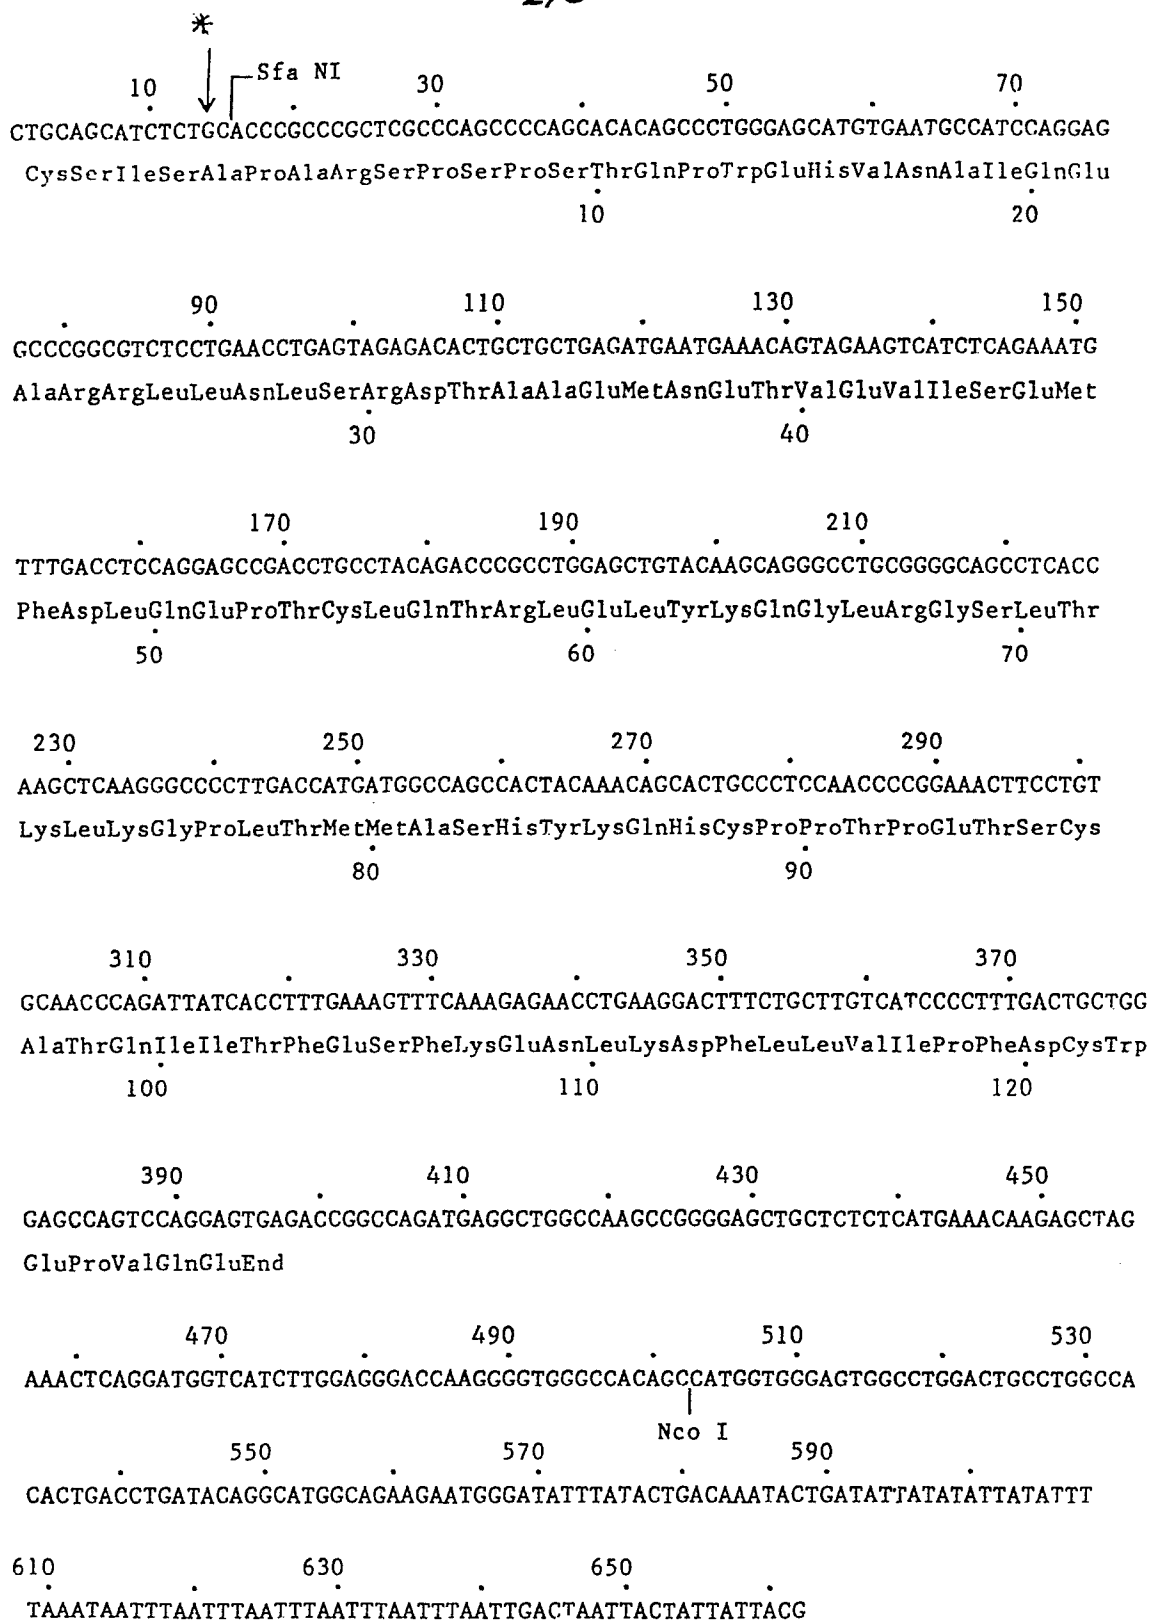 *
Sfa NI
10 30 50 70
CTGCAGCATCTCTGCACCCGCCCGCTCGCCCAGCCCCAGCACACAGCCCTGGGAGCATGTGAATGCCATCCAGGAG
CysSerIleSerAlaProAlaArgSerProSerProSerThrGlnProTrpGluHisValAsnAlaIleGlnGlu
10 20
90 110 130 150
GCCCGGCGTCTCCTGAACCTGAGTAGAGACACTGCTGCTGAGATGAATGAAACAGTAGAAGTCATCTCAGAAATG
AlaArgArgLeuLeuAsnLeuSerArgAspThrAlaAlaGluMetAsnGluThrValGluValIleSerGluMet
30 40
170 190 210
TTTGACCTCCAGGAGCCGACCTGCCTACAGACCCGCCTGGAGCTGTACAAGCAGGGCCTGCGGGGCAGCCTCACC
PheAspLeuGlnGluProThrCysLeuGlnThrArgLeuGluLeuTyrLysGlnGlyLeuArgGlySerLeuThr
50 60 70
230 250 270 290
AAGCTCAAGGGCCCCTTGACCATGATGGCCAGCCACTACAAACAGCACTGCCCTCCAACCCCGGAAACTTCCTGT
LysLeuLysGlyProLeuThrMetMetAlaSerHisTyrLysGlnHisCysProProThrProGluThrSerCys
80 90
310 330 350 370
GCAACCCAGATTATCACCTTTGAAAGTTTCAAAGAGAACCTGAAGGACTTTCTGCTTGTCATCCCCTTTGACTGCTGG
AlaThrGlnIleIleThrPheGluSerPheLysGluAsnLeuLysAspPheLeuLeuValIleProPheAspCysTrp
100 110 120
390 410 430 450
GAGCCAGTCCAGGAGTGAGACCGGCCAGATGAGGCTGGCCAAGCCGGGGAGCTGCTCTCTCATGAAACAAGAGCTAG
GluProValGlnGluEnd
470 490 510 530
AAACTCAGGATGGTCATCTTGGAGGGACCAAGGGGTGGGCCACAGCCATGGTGGGAGTGGCCTGGACTGCCTGGCCA
Nco I
550 570 590
CACTGACCTGATACAGGCATGGCAGAAGAATGGGATATTTATACTGACAAATACTGATATTATATATTATATTT
610 630 650
TAAATAATTTAATTTAATTTAATTTAATTTAATTGACTAATTACTATTATTACG